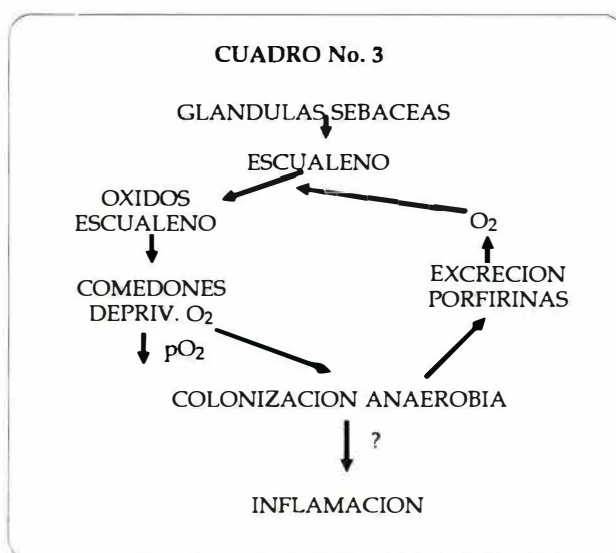 CUADRO No. 3
GLANDULAS SEBACEAS
ESCUALENO
OXIDOS
ESCUALENO
O₂
COMEDONES
DEPRIV. O₂
EXCRECION
PORFIRINAS
pO₂
COLONIZACION ANAEROBIA
?
INFLAMACION